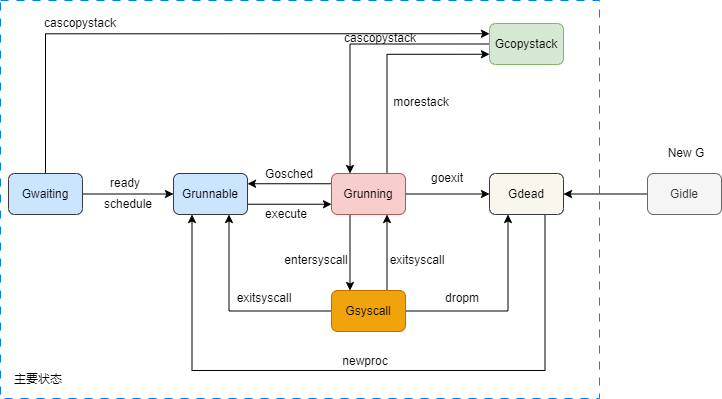 cascopystack
cascopystack
Gcopystack
morestack
New G
Gwaiting
ready
schedule
Grunnable
Gosched
execute
Grunning
goexit
Gdead
Gidle
entersyscall
exitsyscall
exitsyscall
Gsyscall
dropm
newproc
主要状态